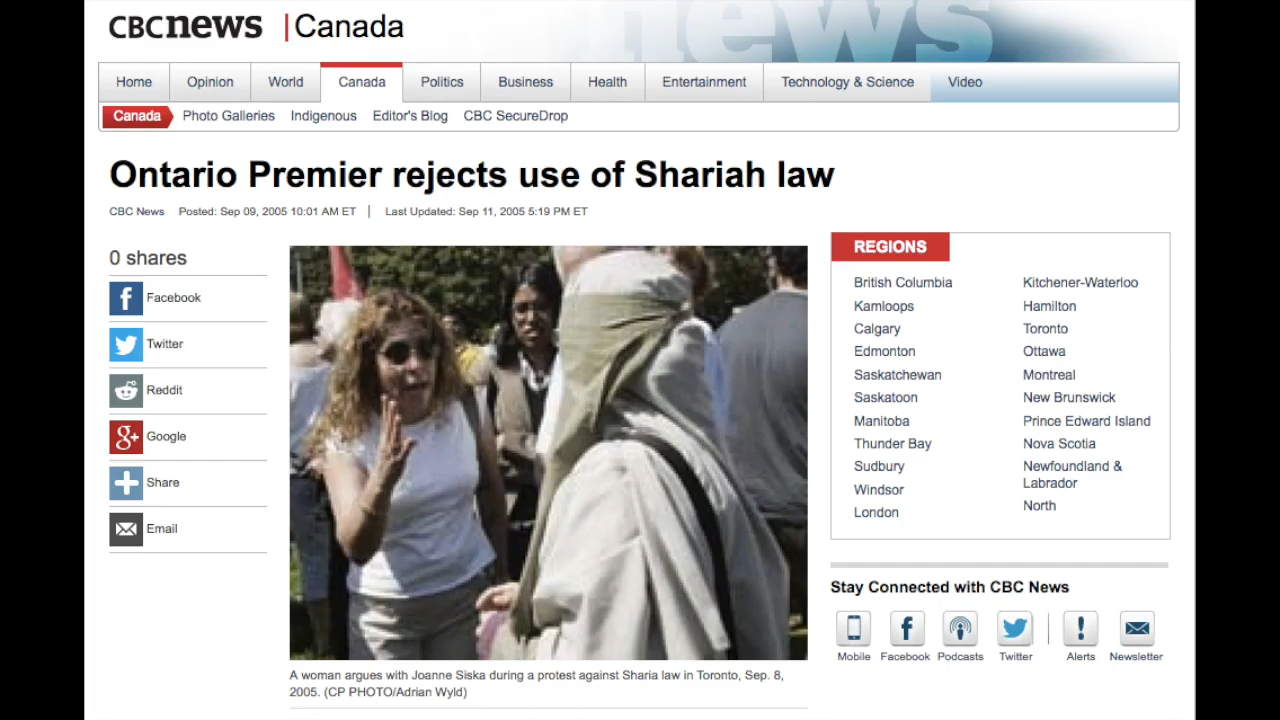 CBCnews | Canada
news
Home Opinion World Canada Politics Business Health Entertainment Technology & Science Video
Canada Photo Galleries Indigenous Editor's Blog CBC SecureDrop
Ontario Premier rejects use of Shariah law
CBC News Posted: Sep 09, 2005 10:01 AM ET | Last Updated: Sep 11, 2005 5:19 PM ET
0 shares
Facebook
Twitter
Reddit
Google
Share
Email
A woman argues with Joanne Siska during a protest against Sharia law in Toronto, Sep. 8,
2005. (CP PHOTO/Adrian Wyld)
REGIONS
British Columbia
Kamloops
Calgary
Edmonton
Saskatchewan
Saskatoon
Manitoba
Thunder Bay
Sudbury
Windsor
London
Kitchener-Waterloo
Hamilton
Toronto
Ottawa
Montreal
New Brunswick
Prince Edward Island
Nova Scotia
Newfoundland &
Labrador
North
Stay Connected with CBC News
Mobile Facebook Podcasts Twitter Alerts Newsletter